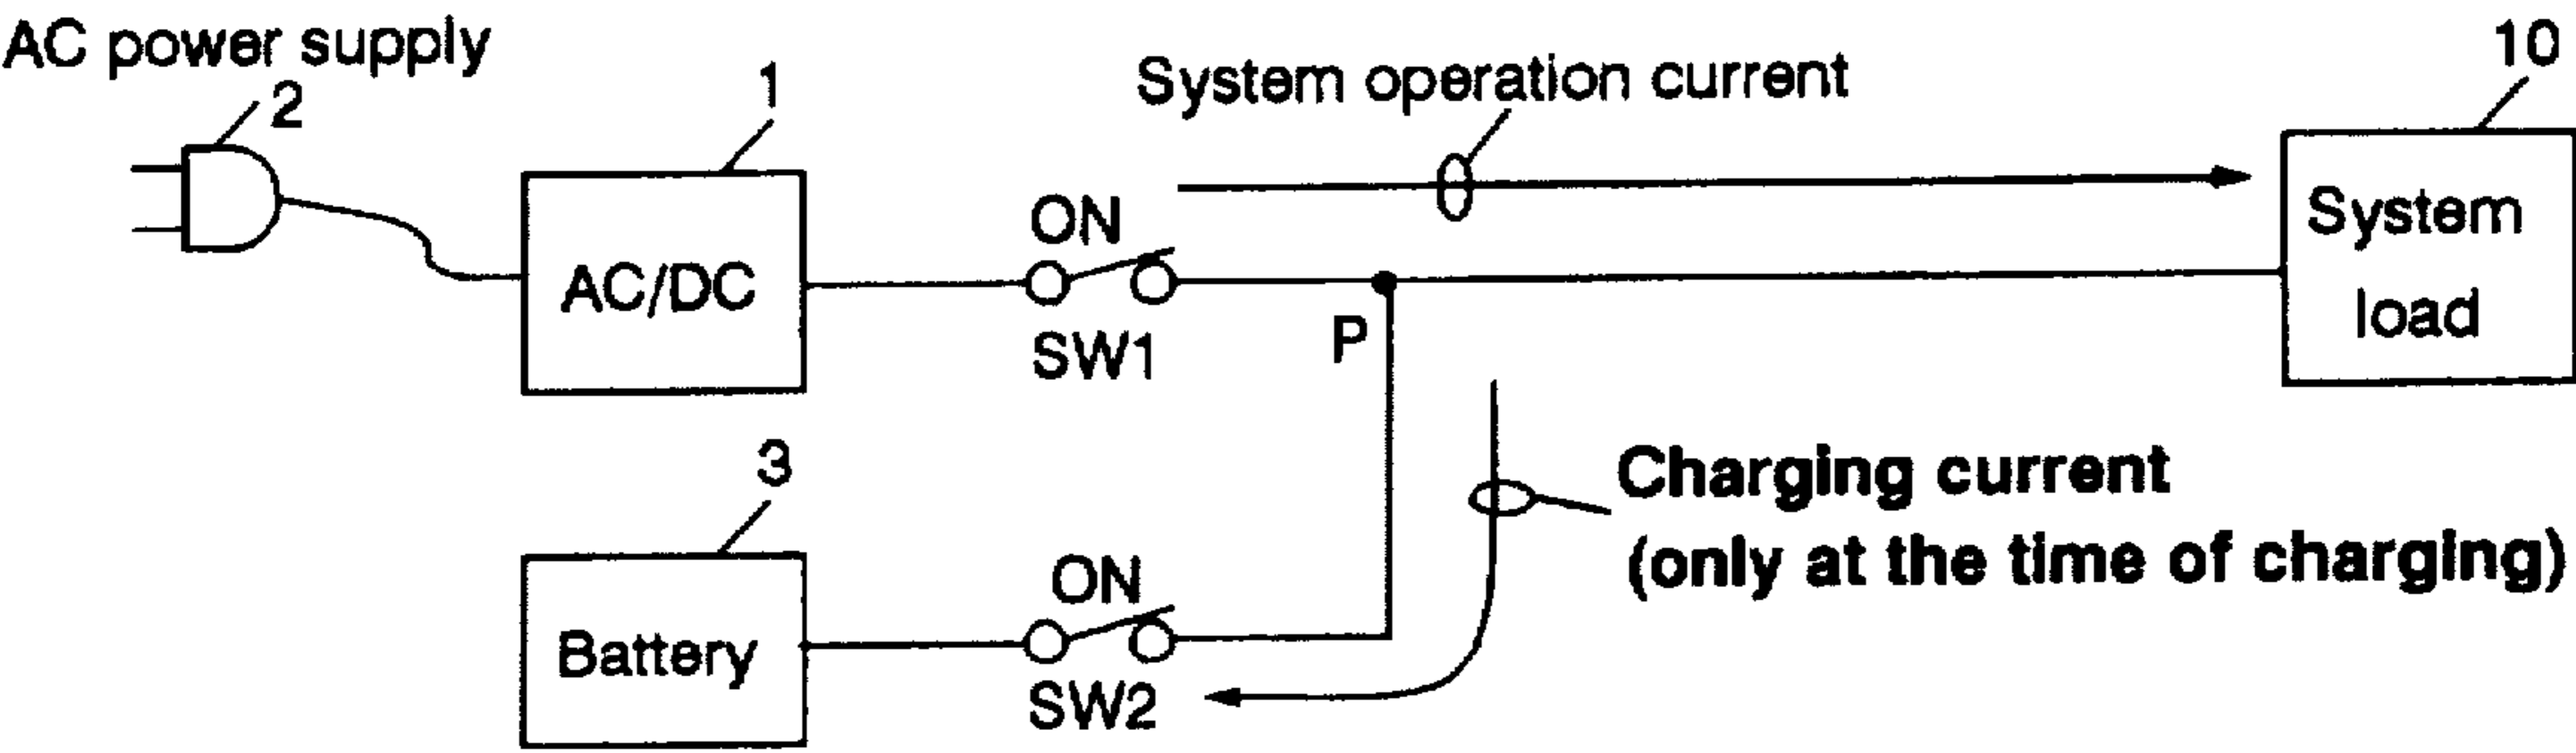 AC power supply
2
1
System operation current
10
AC/DC
ON
SW1
P
System
load
3
Battery
ON
SW2
Charging current
(only at the time of charging)